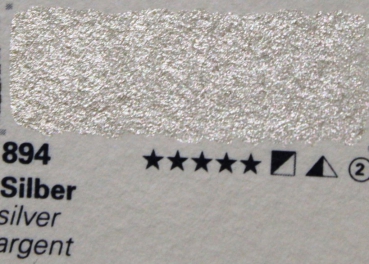 894 ★★★★★ ②
Silber
silver
argent